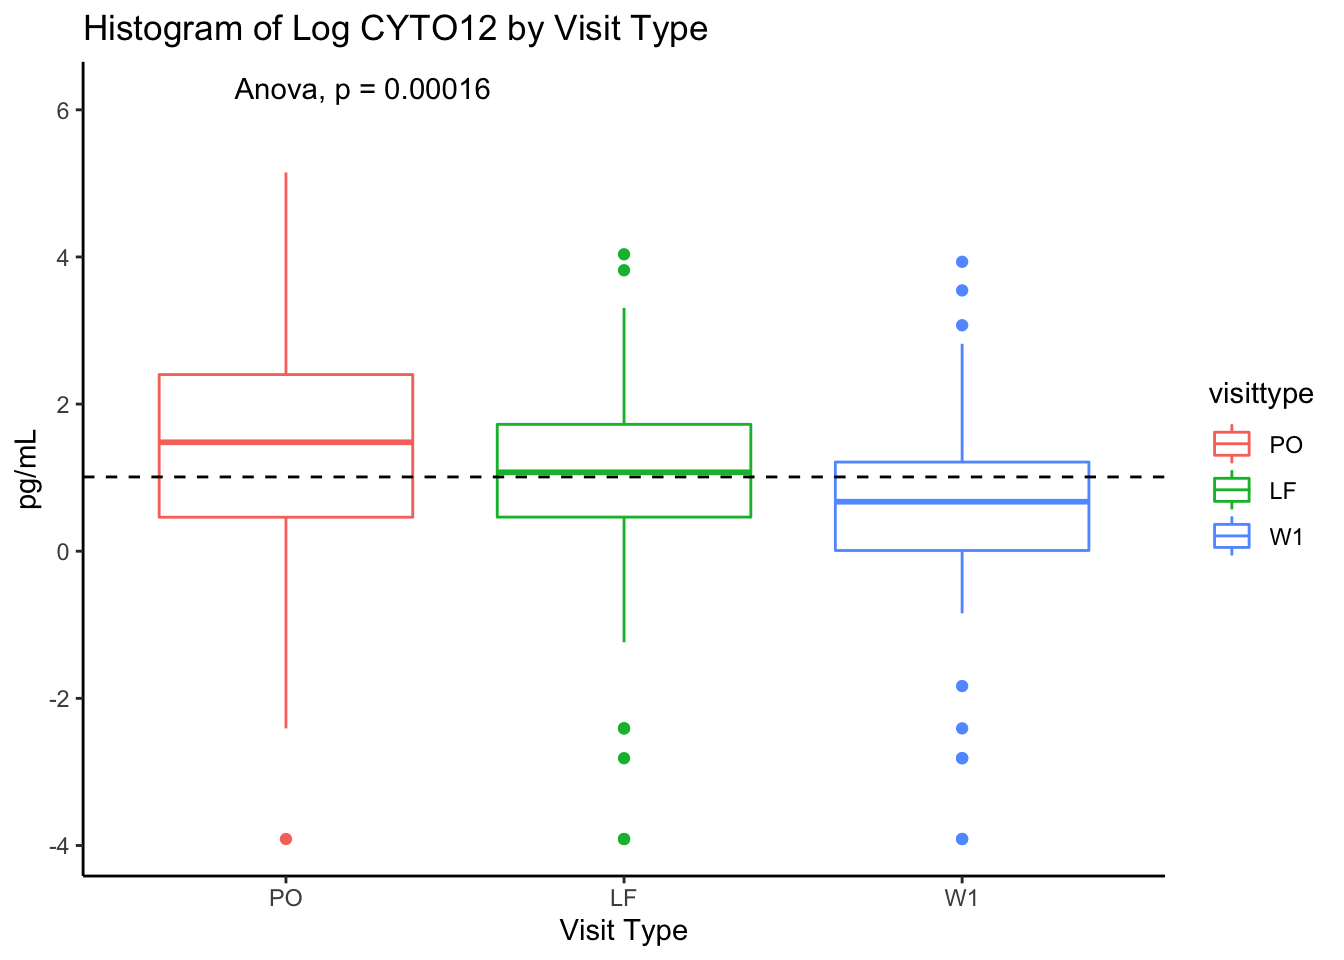 Histogram of Log CYTO12 by Visit Type
Anova, p = 0.00016
6
4
2
0
-2
-4
pg/mL
PO
LF
W1
Visit Type
visittype
PO
LF
W1